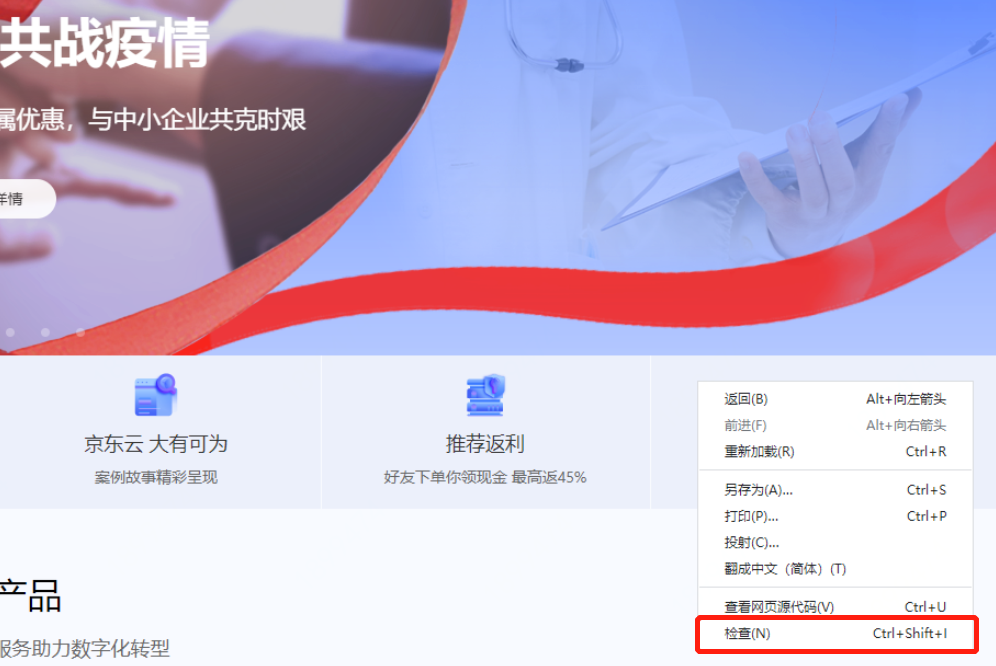 共战疫情
属优惠，与中小企业共克时艰
详情
京东云 大有可为
案例故事精彩呈现
推荐返利
好友下单你领现金 最高返45%
返回(B) Alt+向左箭头
前进(F) Alt+向右箭头
重新加载(R) Ctrl+R
另存为(A)... Ctrl+S
打印(P)... Ctrl+P
投射(C)...
翻成中文（简体）(T)
查看网页源代码(V) Ctrl+U
检查(N) Ctrl+Shift+I
产品
服务助力数字化转型